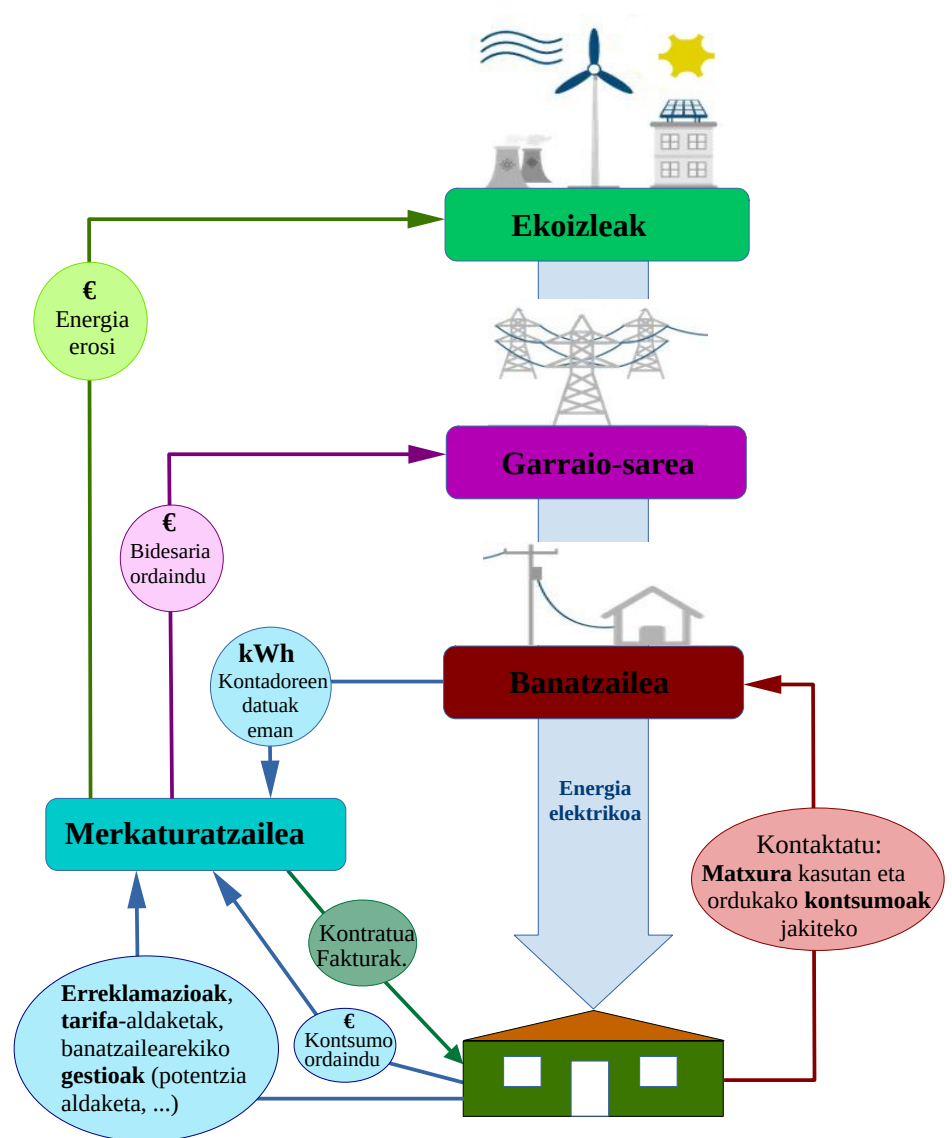 Ekoizleak
€
Energia
erosi
Garraio-sarea
€
Bidesaria
ordaindu
kWh
Kontadoreen
datuak
eman
Banatzailea
Energia
elektrikoa
Merkaturatzailea
Kontaktatu:
Matxura kasutan eta
ordukako kontsumoak
jakiteko
Kontratua
Fakturak.
Erreklamazioak,
tarifa-aldaketak,
banatzailearekiko
gestioak (potentzia
aldaketa, ...)
€
Kontsumo
ordaindu